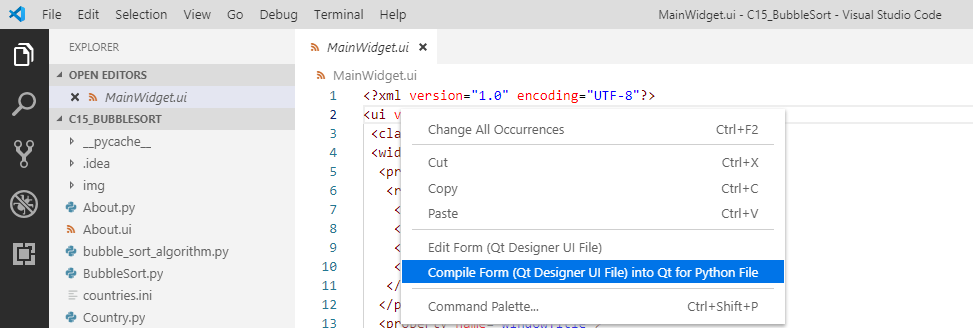 File Edit Selection View Go Debug Terminal Help MainWidget.ui - C15_BubbleSort - Visual Studio Code
EXPLORER
OPEN EDITORS
MainWidget.ui
C15_BUBBLESORT
__pycache__
.idea
img
About.py
About.ui
bubble_sort_algorithm.py
BubbleSort.py
countries.ini
Country.py
MainWidget.ui
MainWidget.ui
1 <?xml version="1.0" encoding="UTF-8"?>
2 <ui v
3 <cla
4 <wid
5 <pr
6 <r
7 <
8 <
9 <
10 <
11 </
12 </p
13 <property name="windowTitle">
Change All Occurrences Ctrl+F2
Cut Ctrl+X
Copy Ctrl+C
Paste Ctrl+V
Edit Form (Qt Designer UI File)
Compile Form (Qt Designer UI File) into Qt for Python File
Command Palette... Ctrl+Shift+P